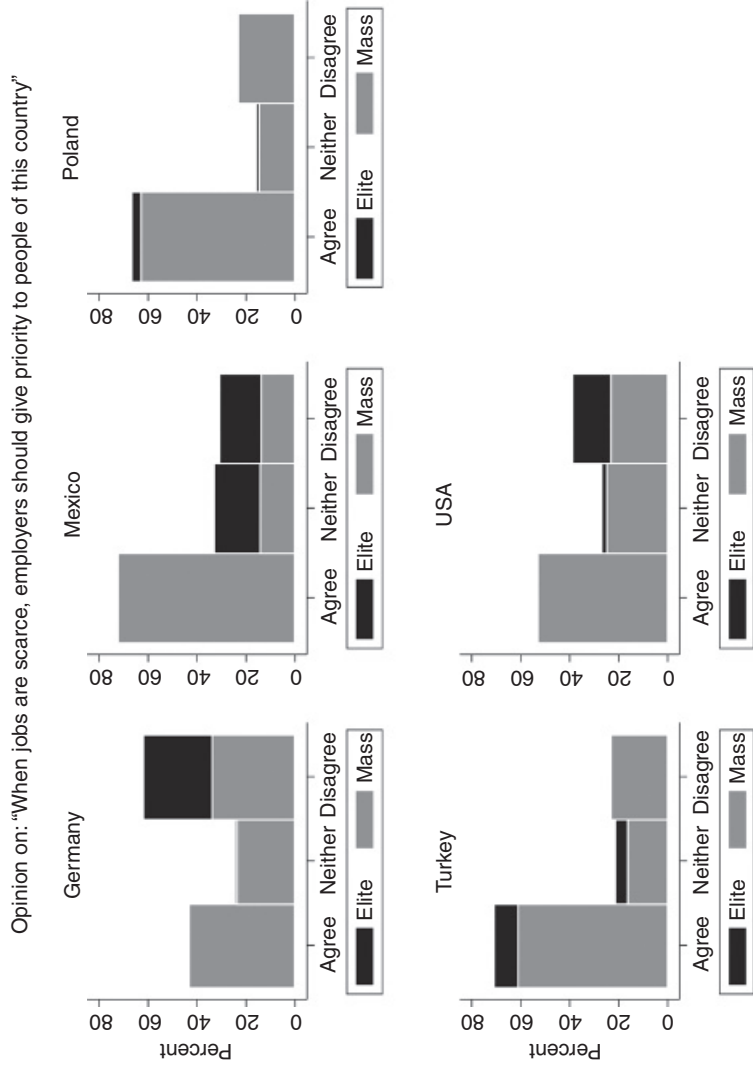 Opinion on: “When jobs are scarce, employers should give priority to people of this country”
Germany
Percent
80
60
40
20
0
Agree Neither Disagree
Elite Mass
Mexico
80
60
40
20
0
Agree Neither Disagree
Elite Mass
Poland
80
60
40
20
0
Agree Neither Disagree
Elite Mass
Turkey
Percent
80
60
40
20
0
Agree Neither Disagree
Elite Mass
USA
80
60
40
20
0
Agree Neither Disagree
Elite Mass